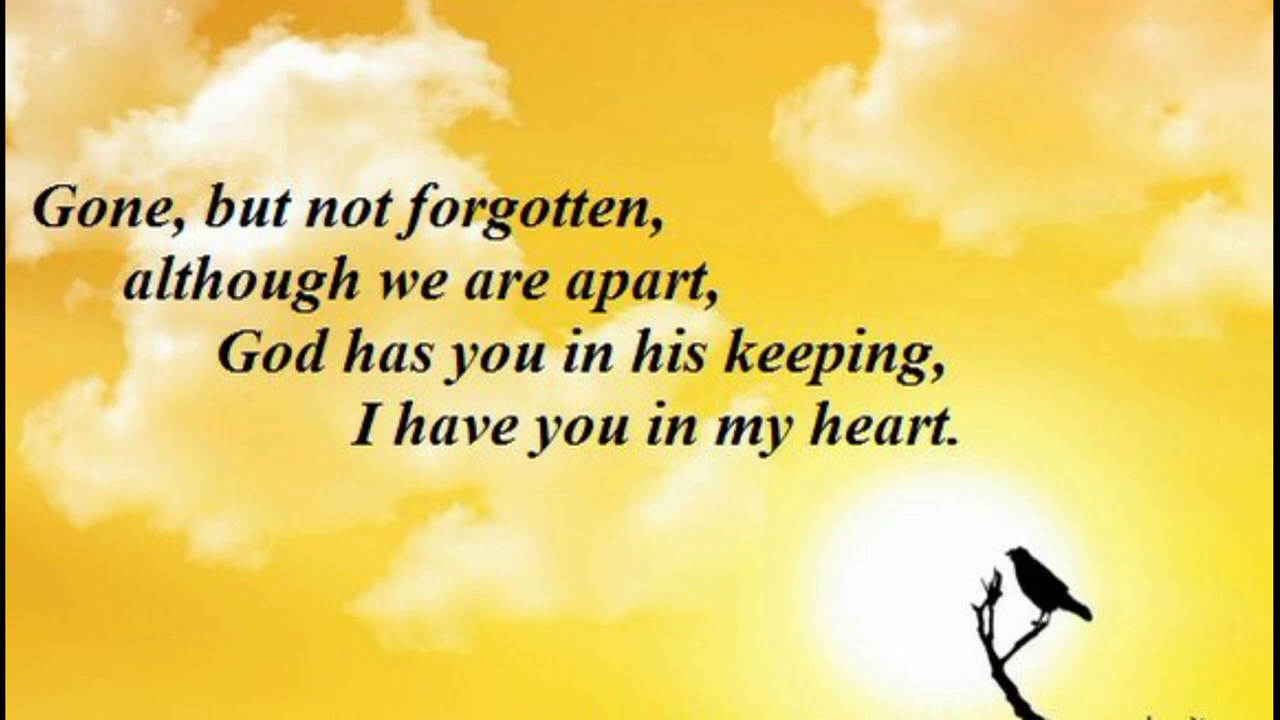 Gone, but not forgotten,
although we are apart,
God has you in his keeping,
I have you in my heart.